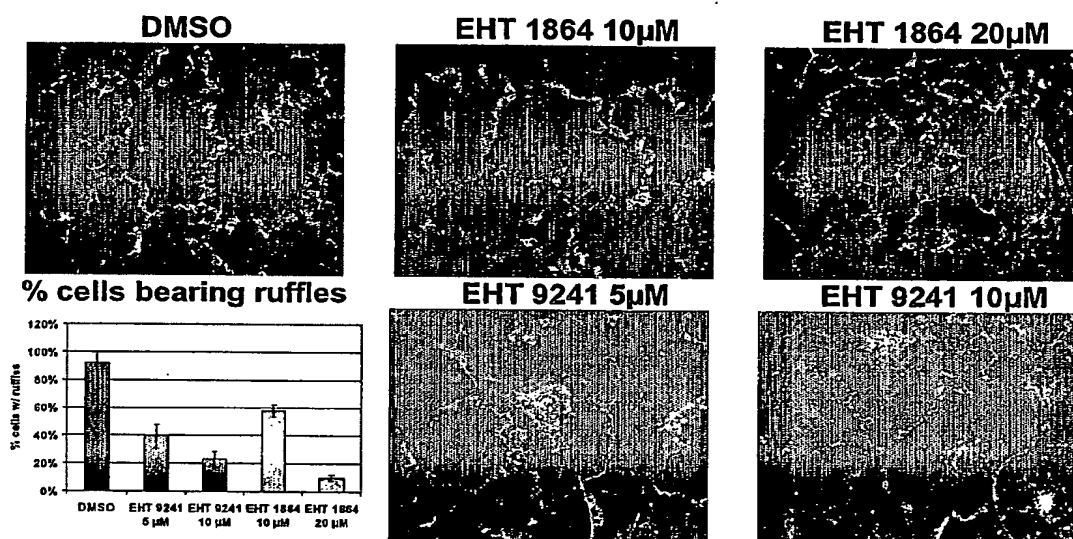 DMSO
EHT 1864 10µM
EHT 1864 20µM
% cells bearing ruffles
EHT 9241 5µM
EHT 9241 10µM
% cells w/ ruffles
120%
100%
80%
60%
40%
20%
0%
DMSO
EHT 9241
5 µM
EHT 9241
10 µM
EHT 1864
10 µM
EHT 1864
20 µM